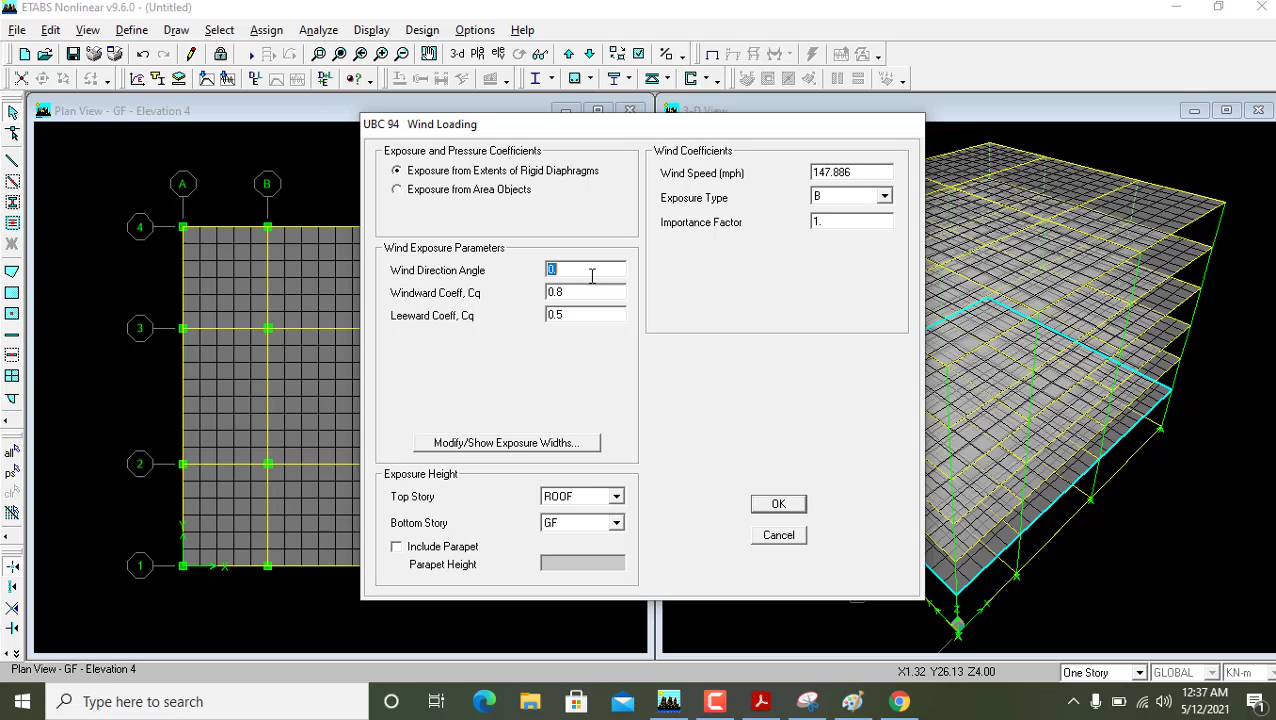 ETABS Nonlinear v9.6.0 - (Untitled)
File Edit View Define Draw Select Assign Analyze Display Design Options Help
3-d
Plan View - GF - Elevation 4
3-D View
UBC 94 Wind Loading
Exposure and Pressure Coefficients
Exposure from Extents of Rigid Diaphragms
Exposure from Area Objects
Wind Coefficients
Wind Speed (mph) 147.886
Exposure Type B
Importance Factor 1.
Wind Exposure Parameters
Wind Direction Angle 0.
Windward Coeff, Cq 0.8
Leeward Coeff, Cq 0.5
Modify/Show Exposure Widths...
Exposure Height
Top Story ROOF
Bottom Story GF
Include Parapet
Parapet Height
OK
Cancel
A B
4
3
2
1
Y
X
Y Z X
X
all
ps
clr
Plan View - GF - Elevation 4
X1.32 Y26.13 Z4.00
One Story
GLOBAL
KN-m
Type here to search
12:37 AM
5/12/2021